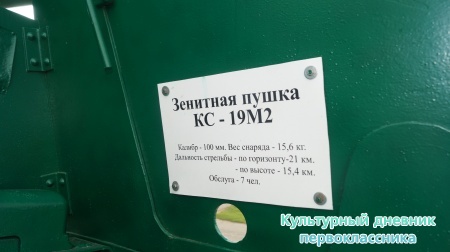 Зенитная пушка
КС - 19М2
Калибр - 100 мм. Вес снаряда - 15,6 кг.
Дальность стрельбы - по горизонту-21 км.
- по высоте - 15,4 км.
Обслуга - 7 чел.
Культурный дневник
первоклассника